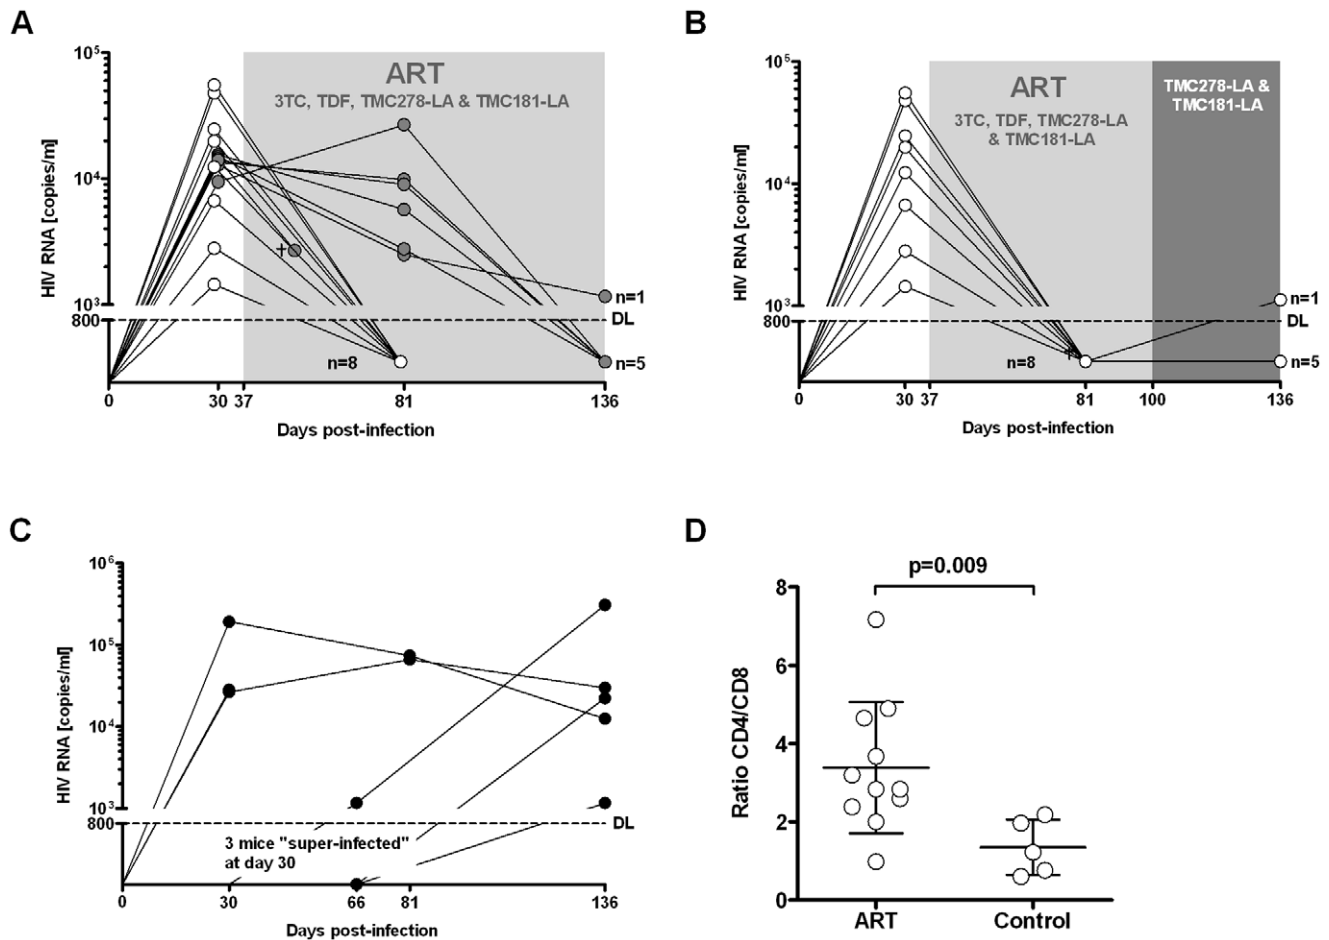 A
10⁵
10⁴
10³
800
HIV RNA [copies/ml]
ART
3TC, TDF, TMC278-LA & TMC181-LA
†
n=1
DL
n=8
n=5
0
30
37
81
136
Days post-infection
B
10⁵
10⁴
10³
800
HIV RNA [copies/ml]
ART
3TC, TDF, TMC278-LA
& TMC181-LA
TMC278-LA &
TMC181-LA
†
n=1
DL
n=8
n=5
0
30
37
81
100
136
Days post-infection
C
10⁶
10⁵
10⁴
10³
800
HIV RNA [copies/ml]
DL
3 mice "super-infected"
at day 30
0
30
66
81
136
Days post-infection
D
p=0.009
8
6
4
2
0
Ratio CD4/CD8
ART
Control